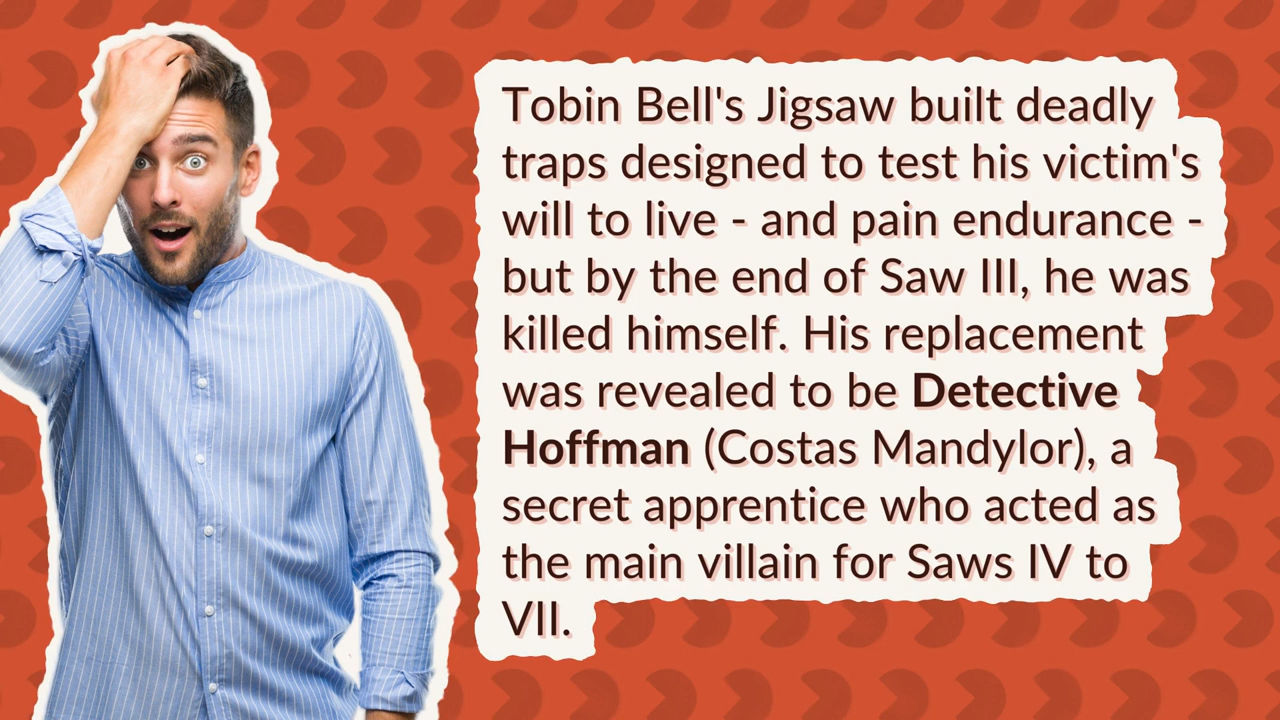 Tobin Bell's Jigsaw built deadly
traps designed to test his victim's
will to live - and pain endurance -
but by the end of Saw III, he was
killed himself. His replacement
was revealed to be Detective
Hoffman (Costas Mandylor), a
secret apprentice who acted as
the main villain for Saws IV to
VII.